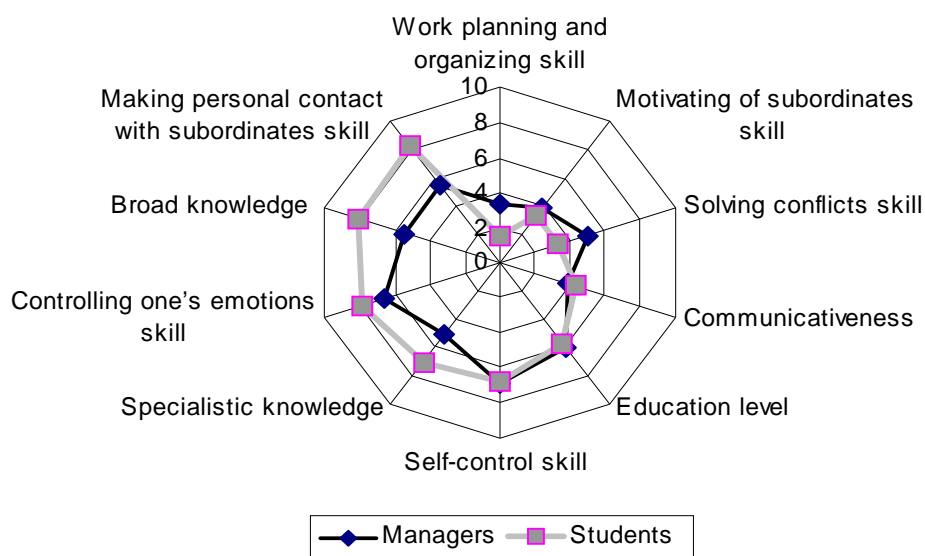 Work planning and
organizing skill
Motivating of subordinates
skill
Solving conflicts skill
Communicativeness
Education level
Self-control skill
Specialistic knowledge
Controlling one’s emotions
skill
Broad knowledge
Making personal contact
with subordinates skill
10
8
6
4
2
0
Managers
Students